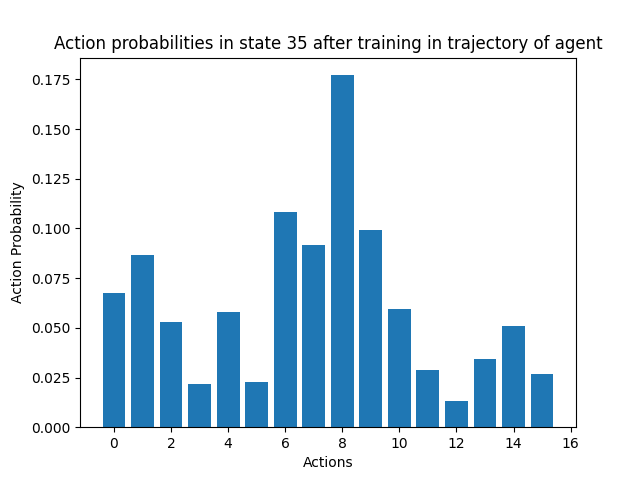 Action probabilities in state 35 after training in trajectory of agent
0.175
0.150
0.125
0.100
0.075
0.050
0.025
0.000
Action Probability
0 2 4 6 8 10 12 14 16
Actions